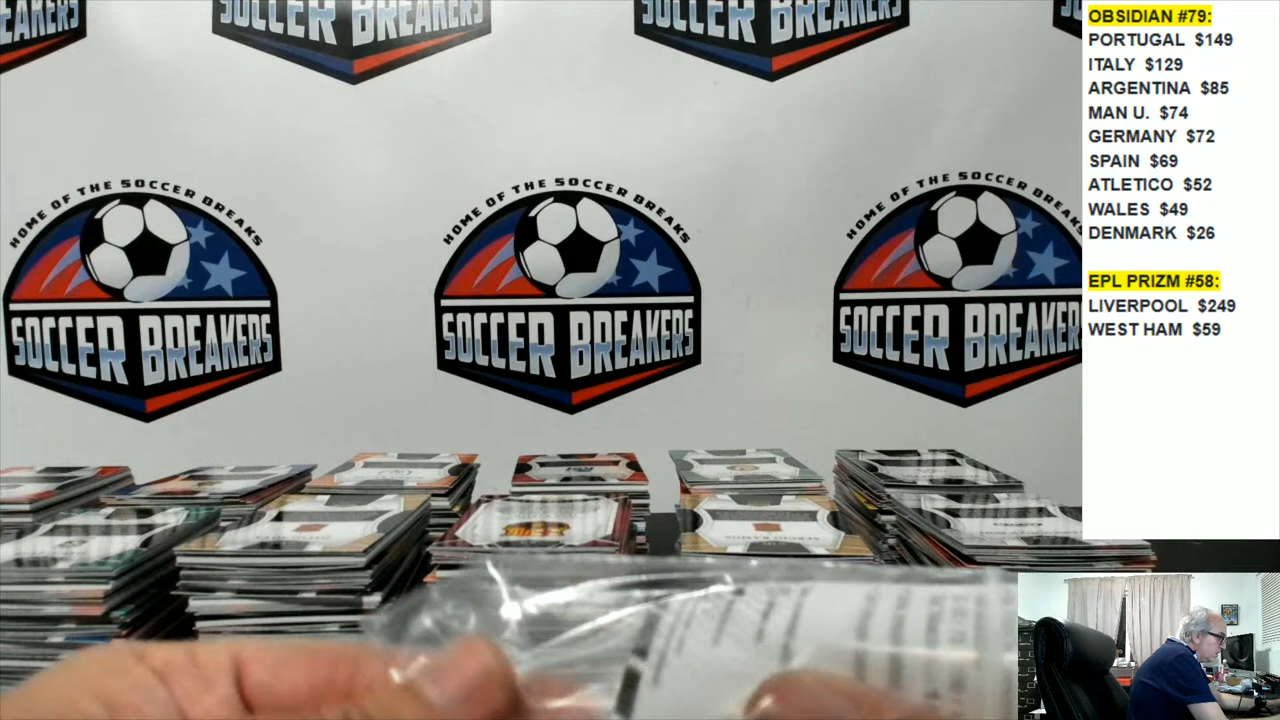 SOCCER BREAKERS
SOCCER BREAKERS
HOME OF THE SOCCER BREAKS
SOCCER BREAKERS
HOME OF THE SOCCER BREAKS
SOCCER BREAKERS
HOME OF THE SOCCER BREAKS
SOCCER BREAKERS
OBSIDIAN #79:
PORTUGAL $149
ITALY $129
ARGENTINA $85
MAN U. $74
GERMANY $72
SPAIN $69
ATLETICO $52
WALES $49
DENMARK $26
EPL PRIZM #58:
LIVERPOOL $249
WEST HAM $59